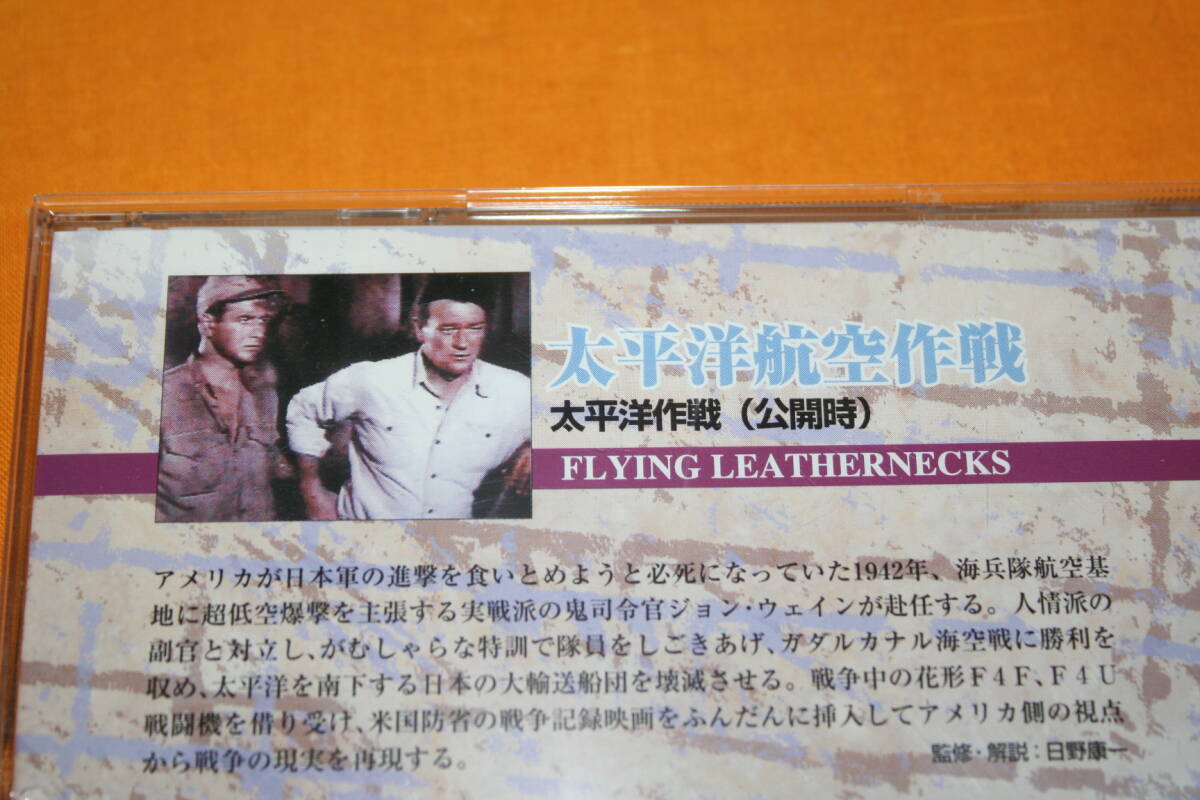 太平洋航空作戦
太平洋作戦（公開時）
FLYING LEATHERNECKS
アメリカが日本軍の進撃を食いとめようと必死になっていた1942年、海兵隊航空基
地に超低空爆撃を主張する実戦派の鬼司令官ジョン・ウェインが赴任する。人情派の
副官と対立し、がむしゃらな特訓で隊員をしごきあげ、ガダルカナル海空戦に勝利を
収め、太平洋を南下する日本の大輸送船団を壊滅させる。戦争中の花形F4F、F4U
戦闘機を借り受け、米国防省の戦争記録映画をふんだんに挿入してアメリカ側の視点
から戦争の現実を再現する。
監修・解説：日野康一